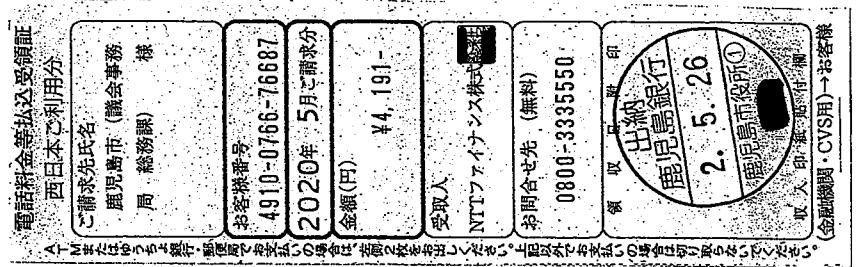 電話料金等払込受領証
西日本ご利用分
ご請求先氏名
鹿児島市（議会事務
局 総務課） 様
お客様番号
4910-0766-76687
2020年 5月ご請求分
金額(円)
¥4,191-
受取人
NTTファイナンス株式会社
お問合せ先 (無料)
0800-3335550
領収日附印
出納
鹿児島銀行
2.5.26
鹿児島市役所①
収入印紙貼付欄
(金融機関・CVS用)→お客様
ATMまたはゆうちょ銀行・郵便局でお支払いの場合は、左側2枚をお出しください。上記以外でお支払いの場合は切り取らないでください。